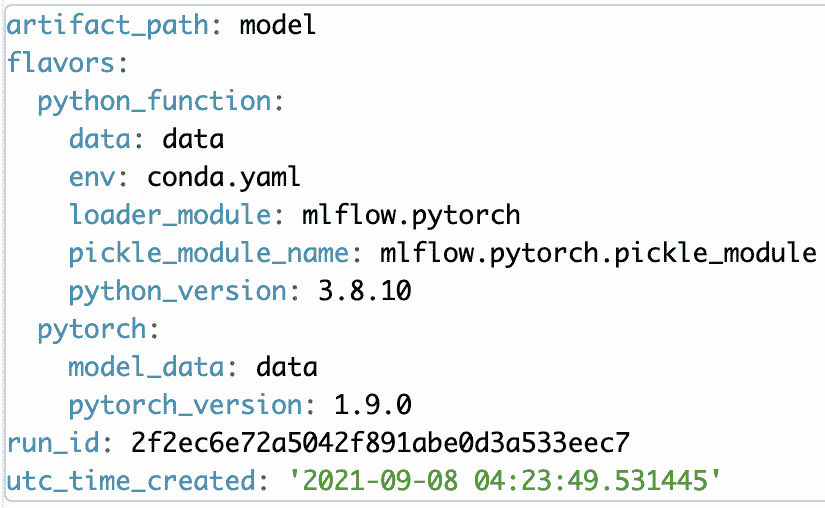 artifact_path: model
flavors:
  python_function:
    data: data
    env: conda.yaml
    loader_module: mlflow.pytorch
    pickle_module_name: mlflow.pytorch.pickle_module
    python_version: 3.8.10
  pytorch:
    model_data: data
    pytorch_version: 1.9.0
run_id: 2f2ec6e72a5042f891abe0d3a533eec7
utc_time_created: '2021-09-08 04:23:49.531445'